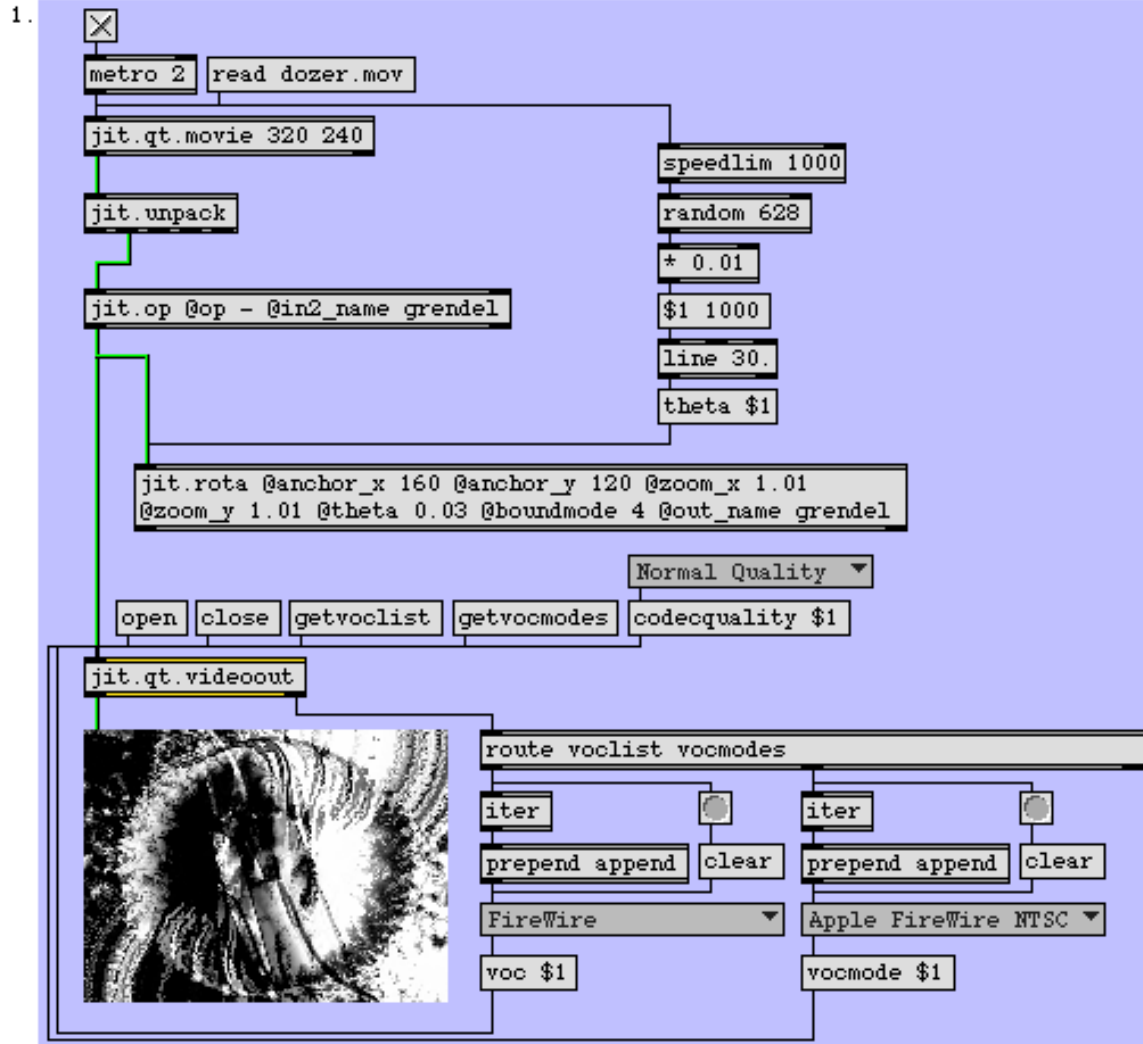 1.
metro 2
read dozer.mov
jit.qt.movie 320 240
speedlim 1000
jit.unpack
random 628
* 0.01
jit.op @op - @in2_name grendel
$1 1000
line 30.
theta $1
jit.rota @anchor_x 160 @anchor_y 120 @zoom_x 1.01
@zoom_y 1.01 @theta 0.03 @boundmode 4 @out_name grendel
Normal Quality
open
close
getvoclist
getvocmodes
codecquality $1
jit.qt.videoout
route voclist vocmodes
iter
iter
prepend append
clear
prepend append
clear
FireWire
Apple FireWire NTSC
voc $1
vocmode $1